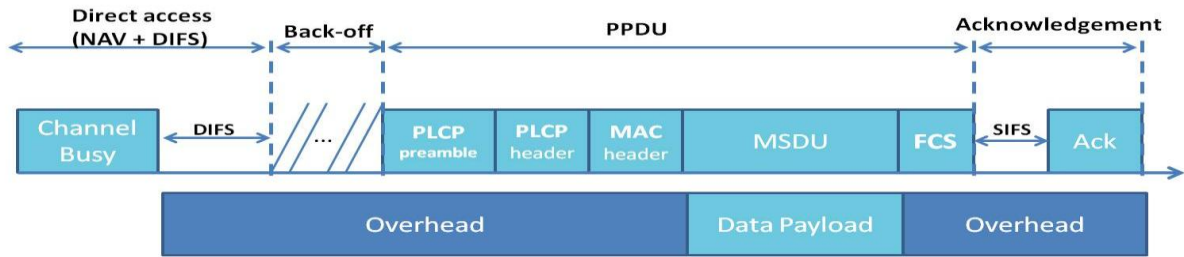 Direct access
(NAV + DIFS)
Back-off
PPDU
Acknowledgement
Channel
Busy
DIFS
...
PLCP
preamble
PLCP
header
MAC
header
MSDU
FCS
SIFS
Ack
Overhead
Data Payload
Overhead